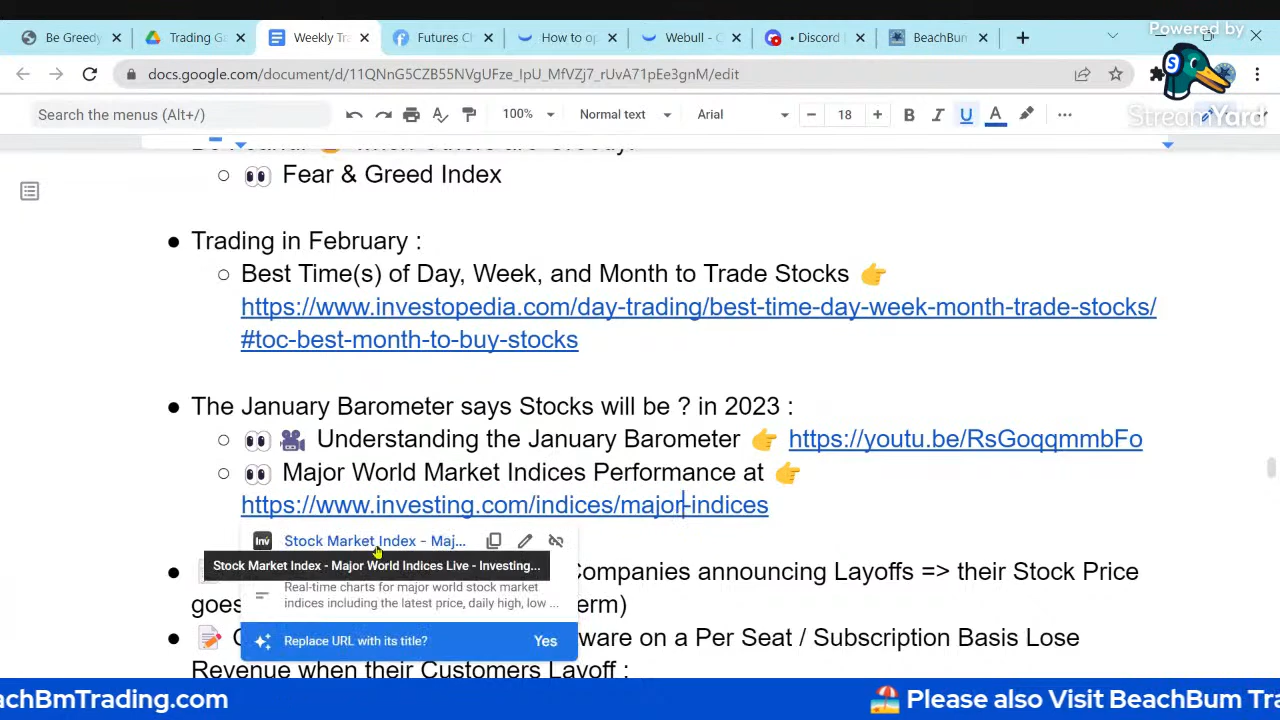 Powered by
StreamYard
Be Greedy
Trading G
Weekly Tra
Futures C
How to op
Webull - C
• Discord
BeachBum
docs.google.com/document/d/11QNnG5CZB55NVgUFze_IpU_MfVZj7_rUvA71pEe3gnM/edit
Search the menus (Alt+/)
100%
Normal text
Arial
18
B I U A
👀 Fear & Greed Index
● Trading in February :
○ Best Time(s) of Day, Week, and Month to Trade Stocks 👉
https://www.investopedia.com/day-trading/best-time-day-week-month-trade-stocks/
#toc-best-month-to-buy-stocks
● The January Barometer says Stocks will be ? in 2023 :
○ 👀 🎥 Understanding the January Barometer 👉 https://youtu.be/RsGoqqmmbFo
○ 👀 Major World Market Indices Performance at 👉
https://www.investing.com/indices/major-indices
Inv Stock Market Index - Maj...
Stock Market Index - Major World Indices Live - Investing...
Companies announcing Layoffs => their Stock Price
Real-time charts for major world stock market
indices including the latest price, daily high, low ...
goes
erm)
Replace URL with its title? Yes
ware on a Per Seat / Subscription Basis Lose
Revenue when their Customers Layoff :
achBmTrading.com
🏖️ Please also Visit BeachBum Tra